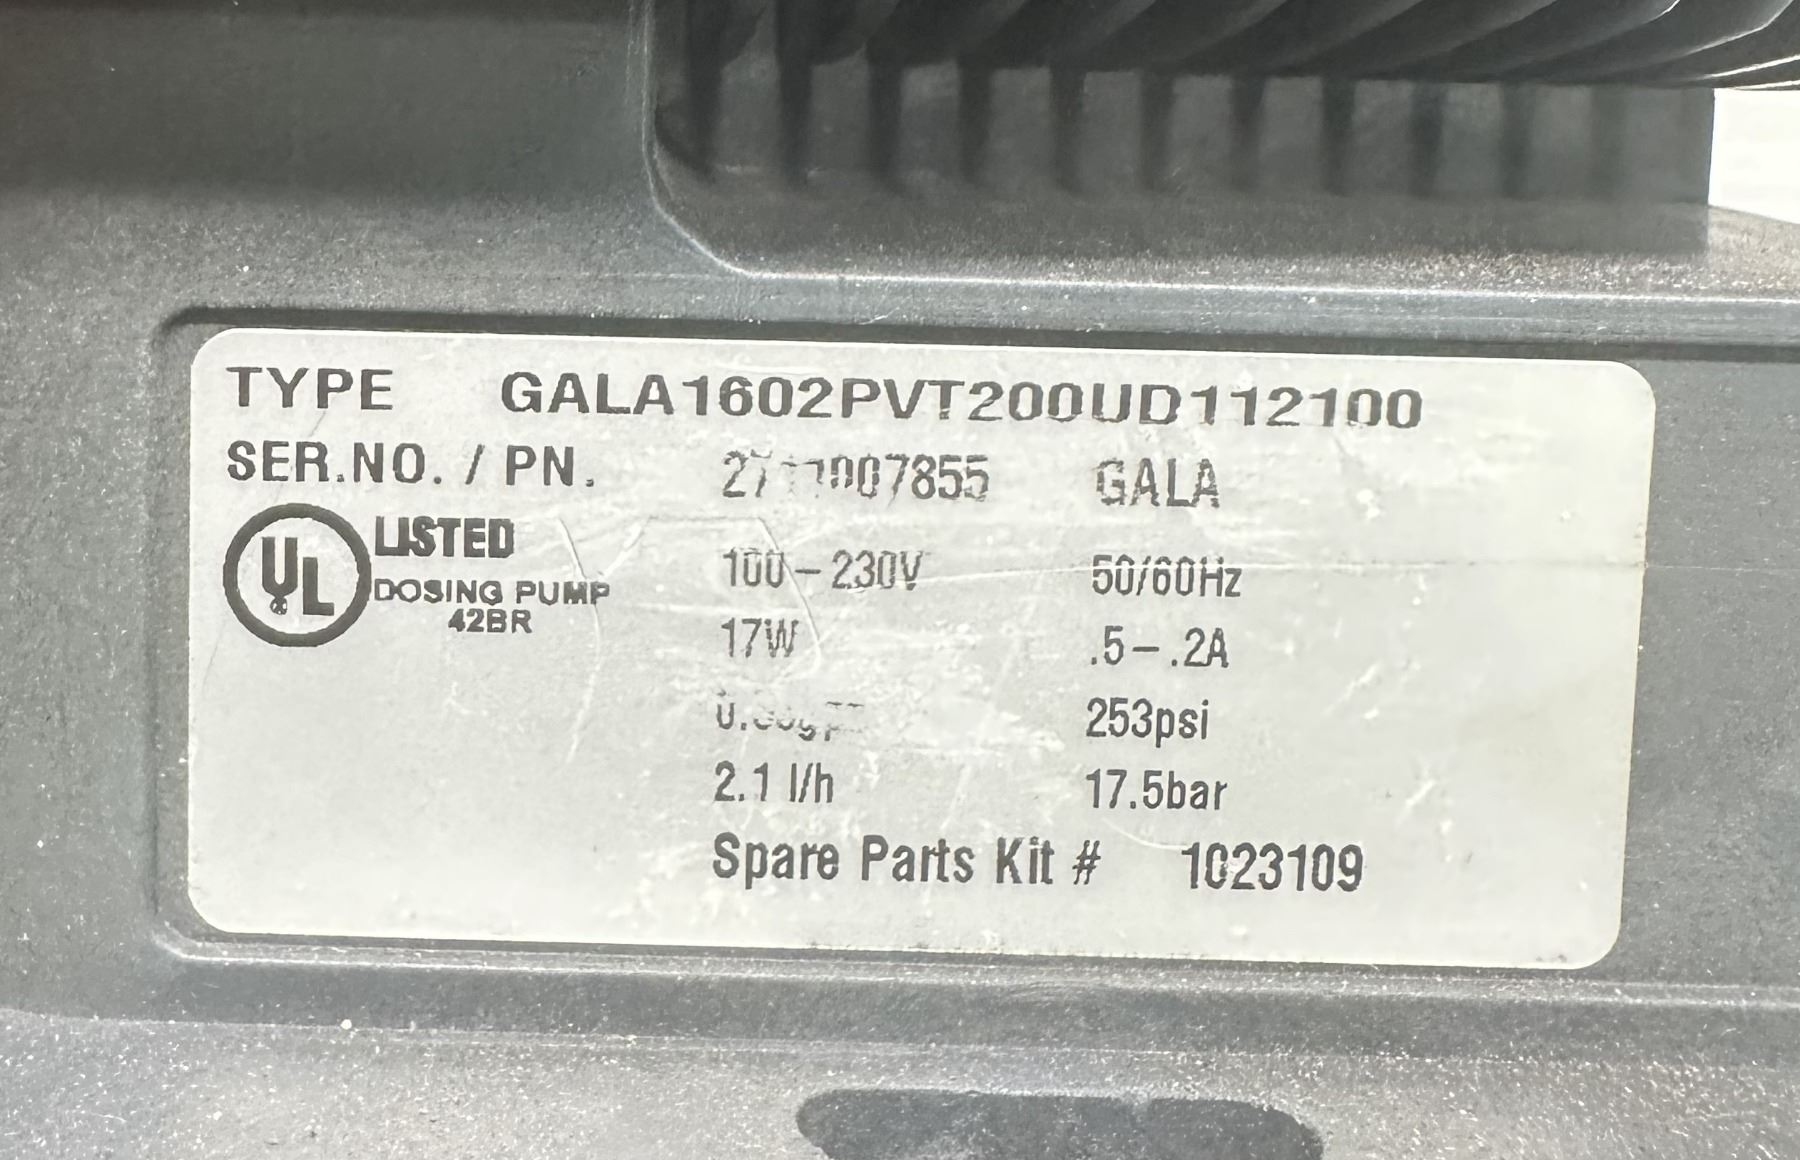 TYPE GALA1602PVT200UD112100
SER.NO. / PN. GALA
UL LISTED
DOSING PUMP
42BR
100-230V 50/60Hz
17W .5-.2A
253psi
2.1 l/h 17.5bar
Spare Parts Kit # 1023109